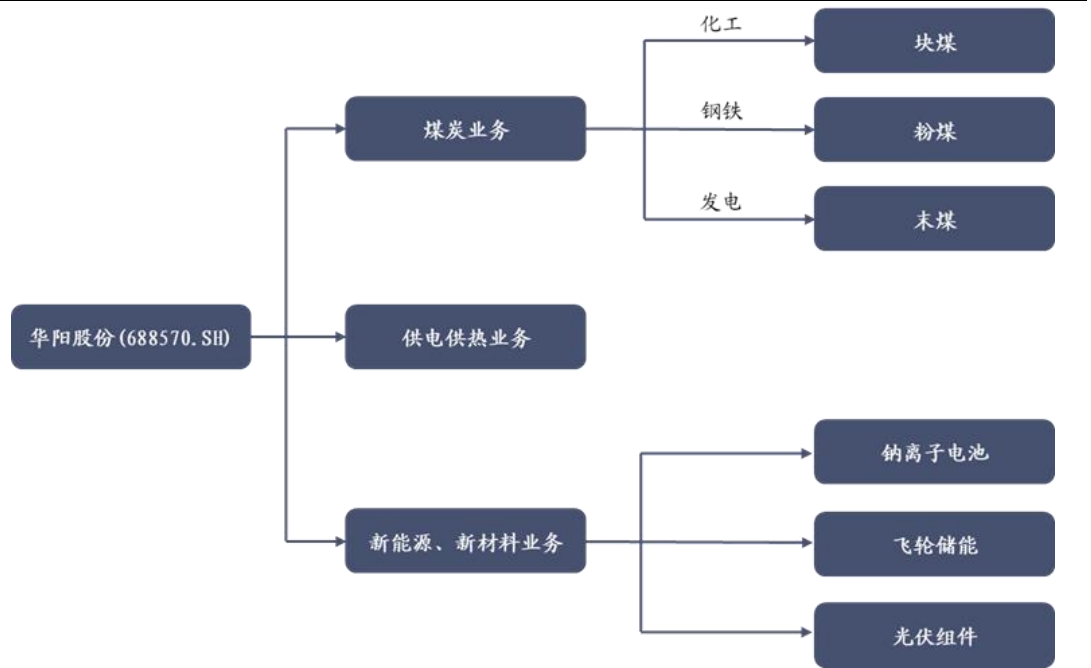 化工
块煤
煤炭业务
钢铁
粉煤
发电
末煤
华阳股份(688570.SH)
供电供热业务
钠离子电池
新能源、新材料业务
飞轮储能
光伏组件